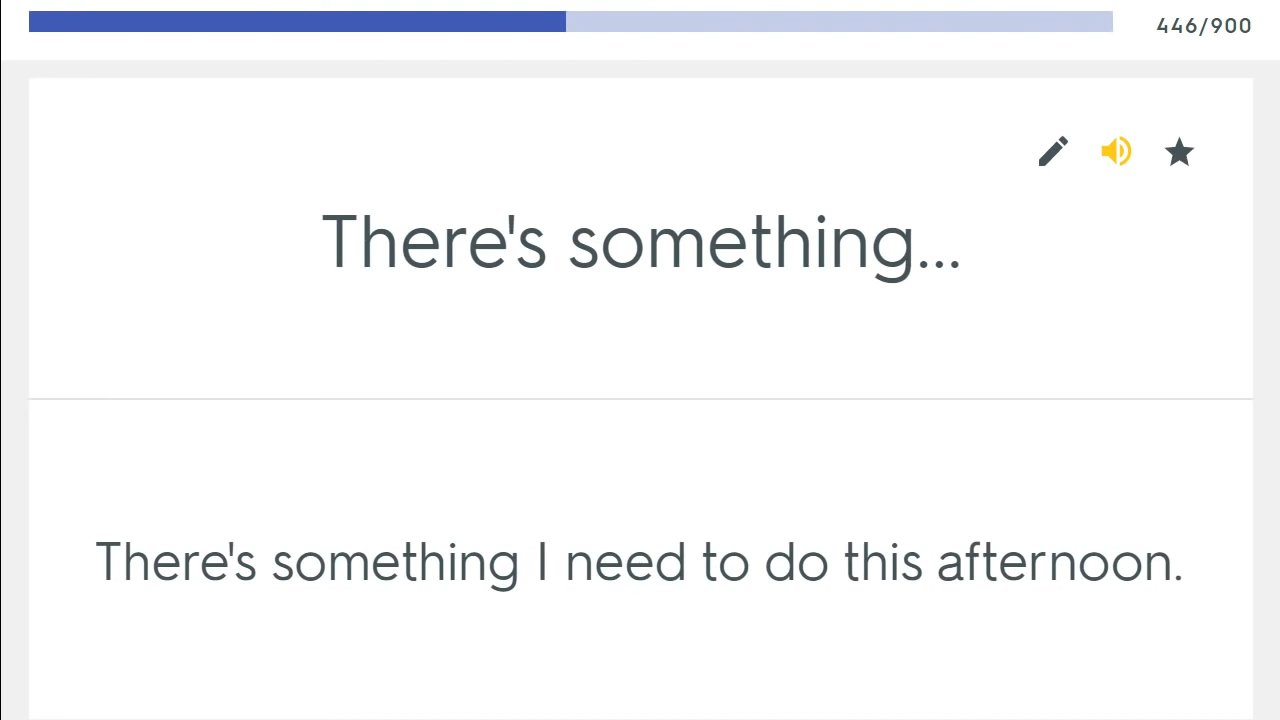 446/900
There's something...
There's something I need to do this afternoon.